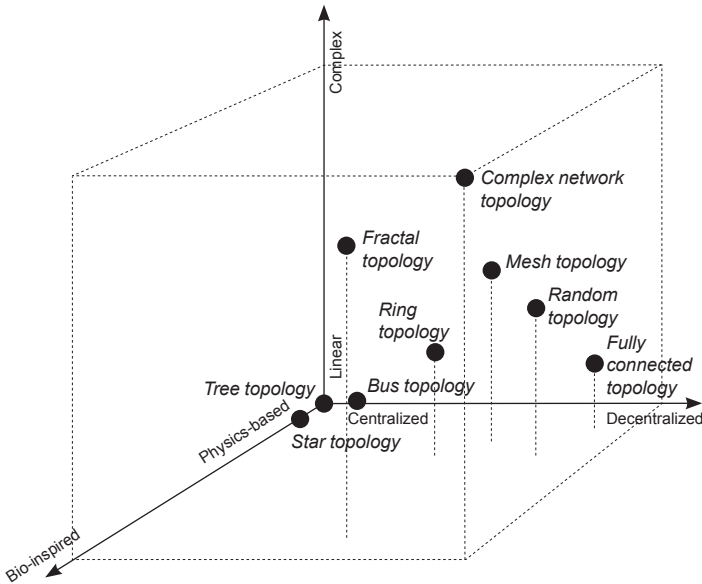 Complex
Complex network
topology
Fractal
topology
Mesh topology
Random
topology
Ring
topology
Linear
Fully
connected
topology
Tree topology
Bus topology
Centralized
Decentralized
Physics-based
Star topology
Bio-inspired